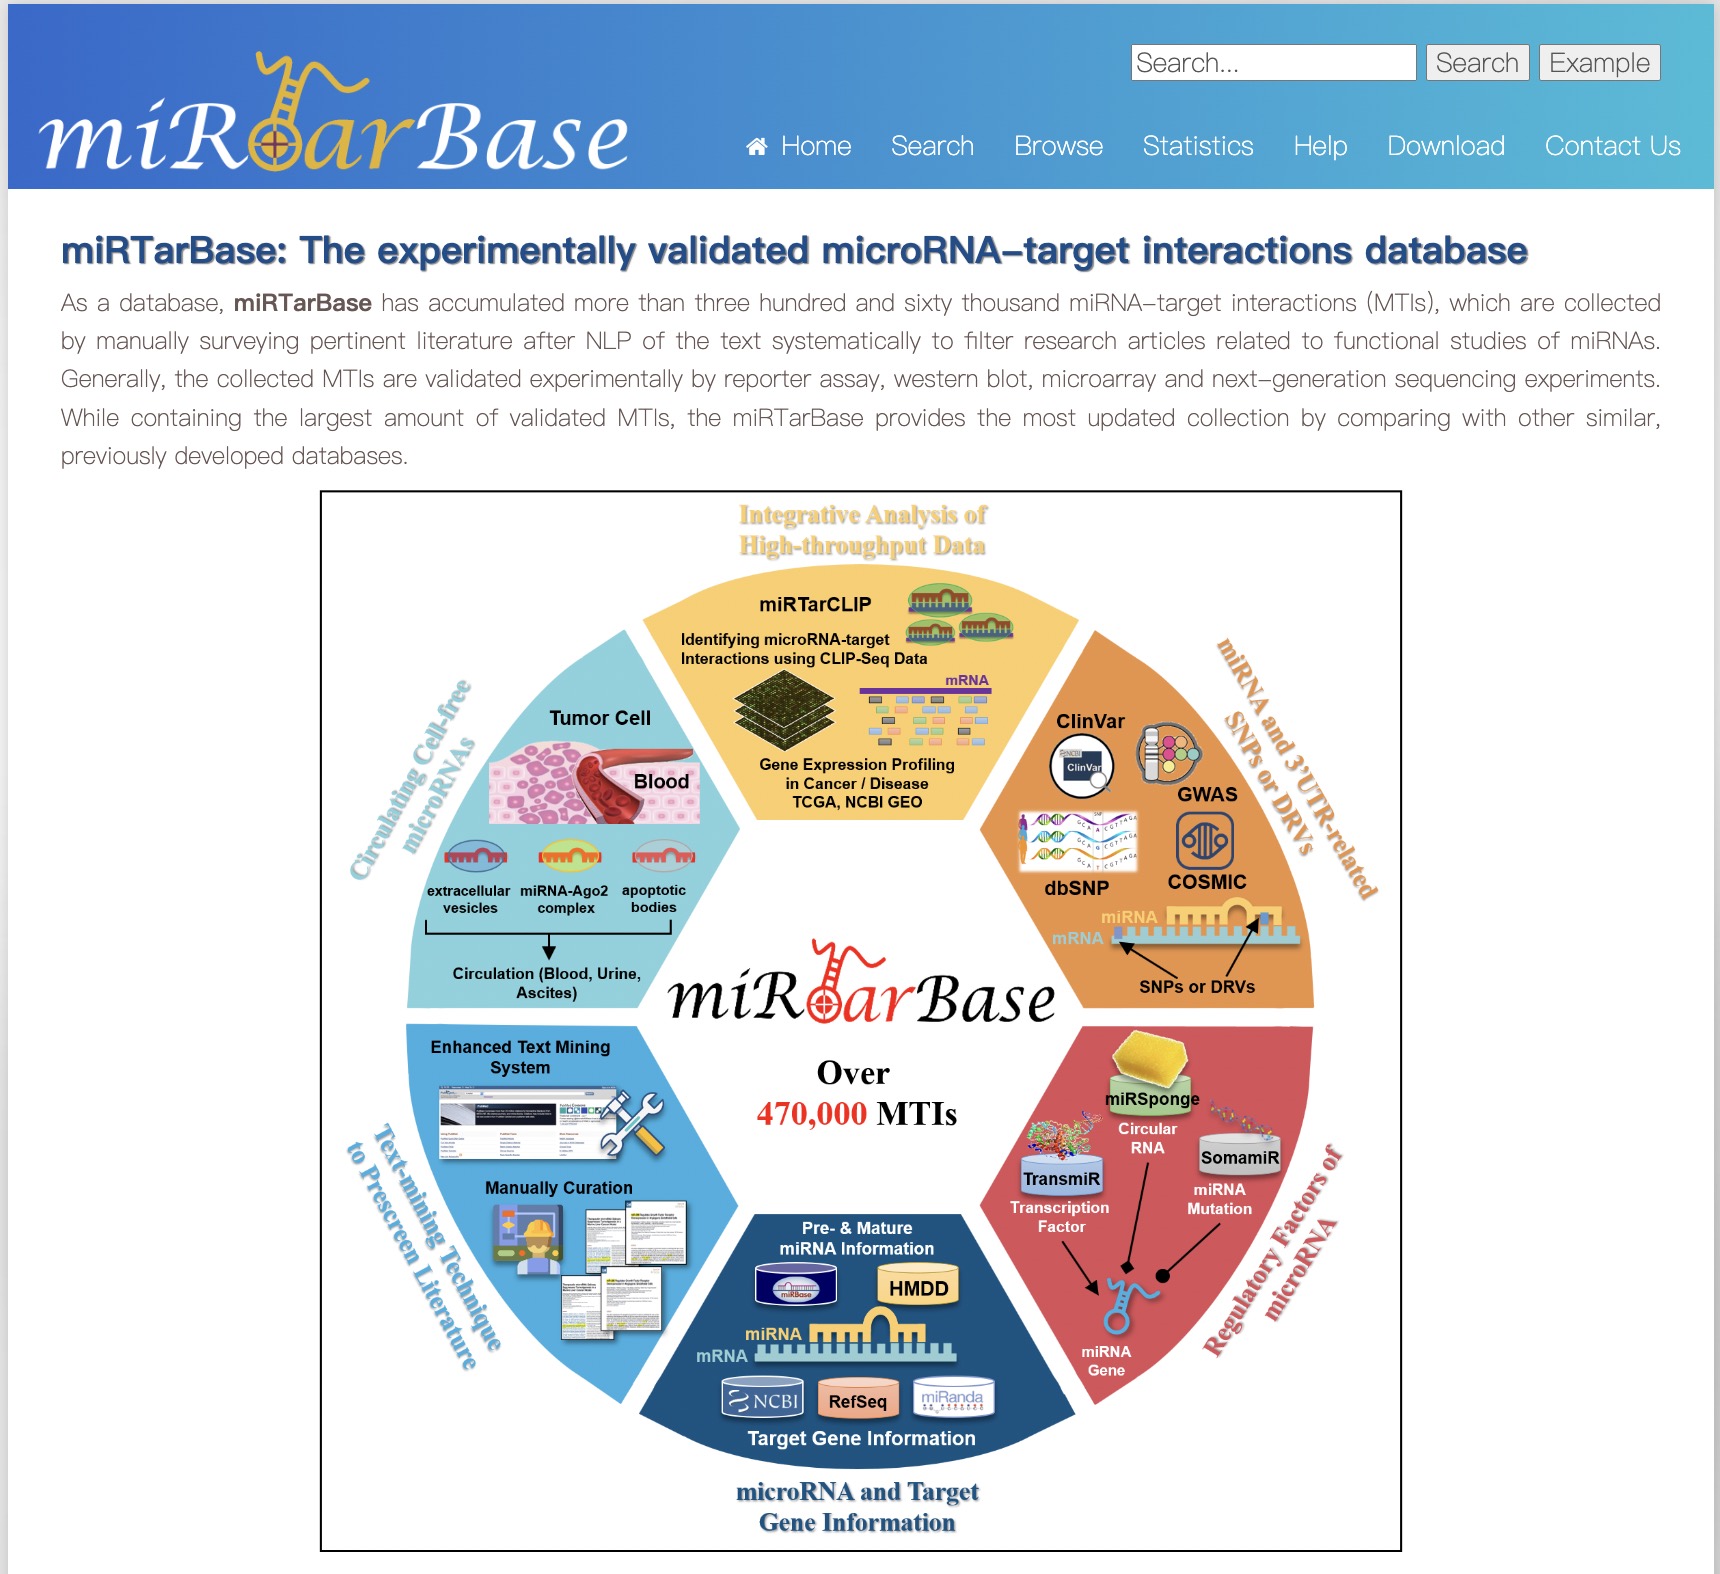 miRTarBase
Search...
Search
Example
Home
Search
Browse
Statistics
Help
Download
Contact Us
miRTarBase: The experimentally validated microRNA-target interactions database
As a database, miRTarBase has accumulated more than three hundred and sixty thousand miRNA-target interactions (MTIs), which are collected
by manually surveying pertinent literature after NLP of the text systematically to filter research articles related to functional studies of miRNAs.
Generally, the collected MTIs are validated experimentally by reporter assay, western blot, microarray and next-generation sequencing experiments.
While containing the largest amount of validated MTIs, the miRTarBase provides the most updated collection by comparing with other similar,
previously developed databases.
Integrative Analysis of
High-throughput Data
miRTarCLIP
Identifying microRNA-target
Interactions using CLIP-Seq Data
mRNA
Gene Expression Profiling
in Cancer / Disease
TCGA, NCBI GEO
Circulating Cell-free
microRNAs
Tumor Cell
Blood
extracellular
vesicles
miRNA-Ago2
complex
apoptotic
bodies
Circulation (Blood, Urine,
Ascites)
miRNA and 3'UTR-related
SNPs or DRVs
ClinVar
ClinVar
GWAS
dbSNP
COSMIC
miRNA
mRNA
SNPs or DRVs
miRTarBase
Over
470,000 MTIs
Enhanced Text Mining
System
Manually Curation
Text-mining Technique
to Prescreen Literature
miRSponge
Circular
RNA
TransmiR
Transcription
Factor
SomamiR
miRNA
Mutation
miRNA
Gene
Regulatory Factors of
microRNA
Pre- & Mature
miRNA Information
miRBase
HMDD
miRNA
mRNA
NCBI
RefSeq
miRanda
Target Gene Information
microRNA and Target
Gene Information